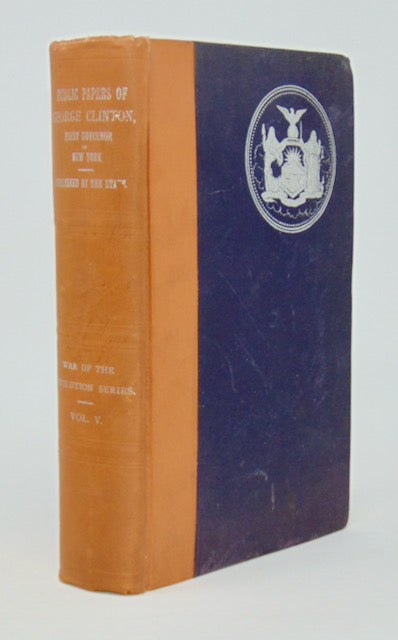 PUBLIC PAPERS OF
GEORGE CLINTON,
FIRST GOVERNOR
OF
NEW YORK
PUBLISHED BY THE STATE.
WAR OF THE
REVOLUTION SERIES.
VOL. V.